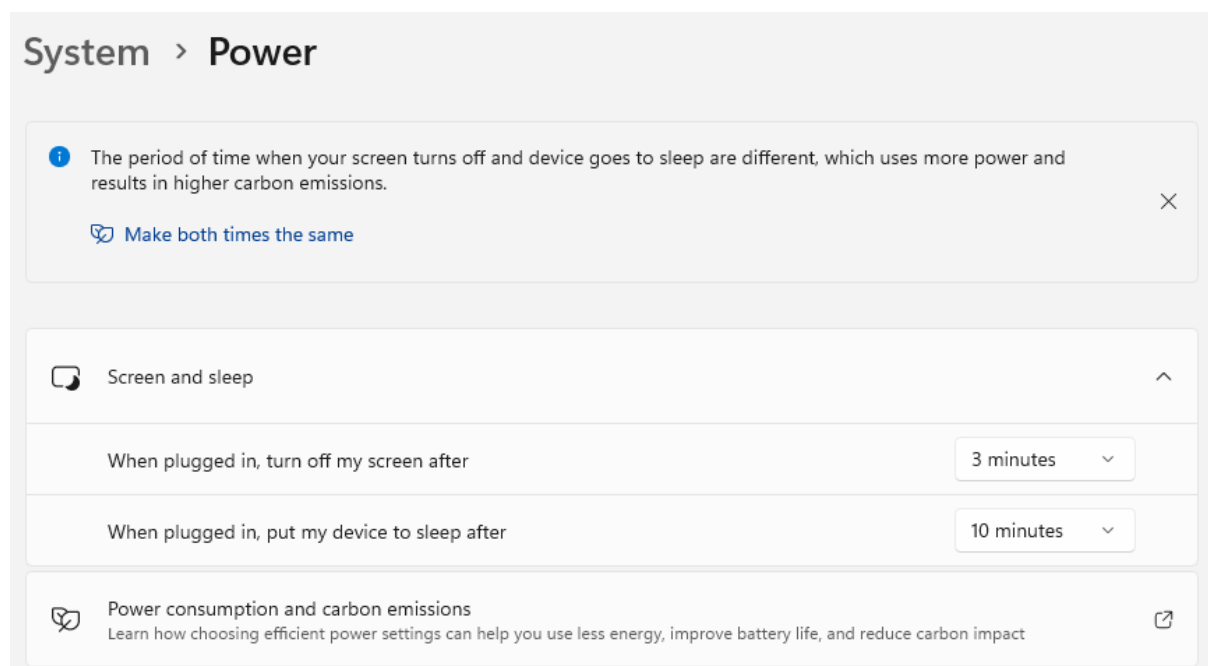 System > Power
The period of time when your screen turns off and device goes to sleep are different, which uses more power and
results in higher carbon emissions.
Make both times the same
Screen and sleep
When plugged in, turn off my screen after 3 minutes
When plugged in, put my device to sleep after 10 minutes
Power consumption and carbon emissions
Learn how choosing efficient power settings can help you use less energy, improve battery life, and reduce carbon impact